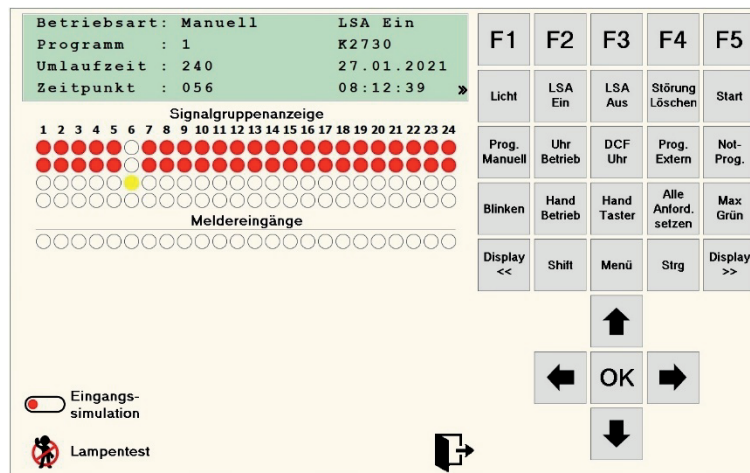 Betriebsart: Manuell LSA Ein
Programm : 1 K2730
Umlaufzeit : 240 27.01.2021
Zeitpunkt : 056 08:12:39 »
Signalgruppenanzeige
1 2 3 4 5 6 7 8 9 10 11 12 13 14 15 16 17 18 19 20 21 22 23 24
Meldereingänge
Eingangs-
simulation
Lampentest
F1 F2 F3 F4 F5
Licht
LSA
Ein
LSA
Aus
Störung
Löschen
Start
Prog.
Manuell
Uhr
Betrieb
DCF
Uhr
Prog.
Extern
Not-
Prog.
Blinken
Hand
Betrieb
Hand
Taster
Alle
Anford.
setzen
Max
Grün
Display
<<
Shift
Menü
Strg
Display
>>
OK